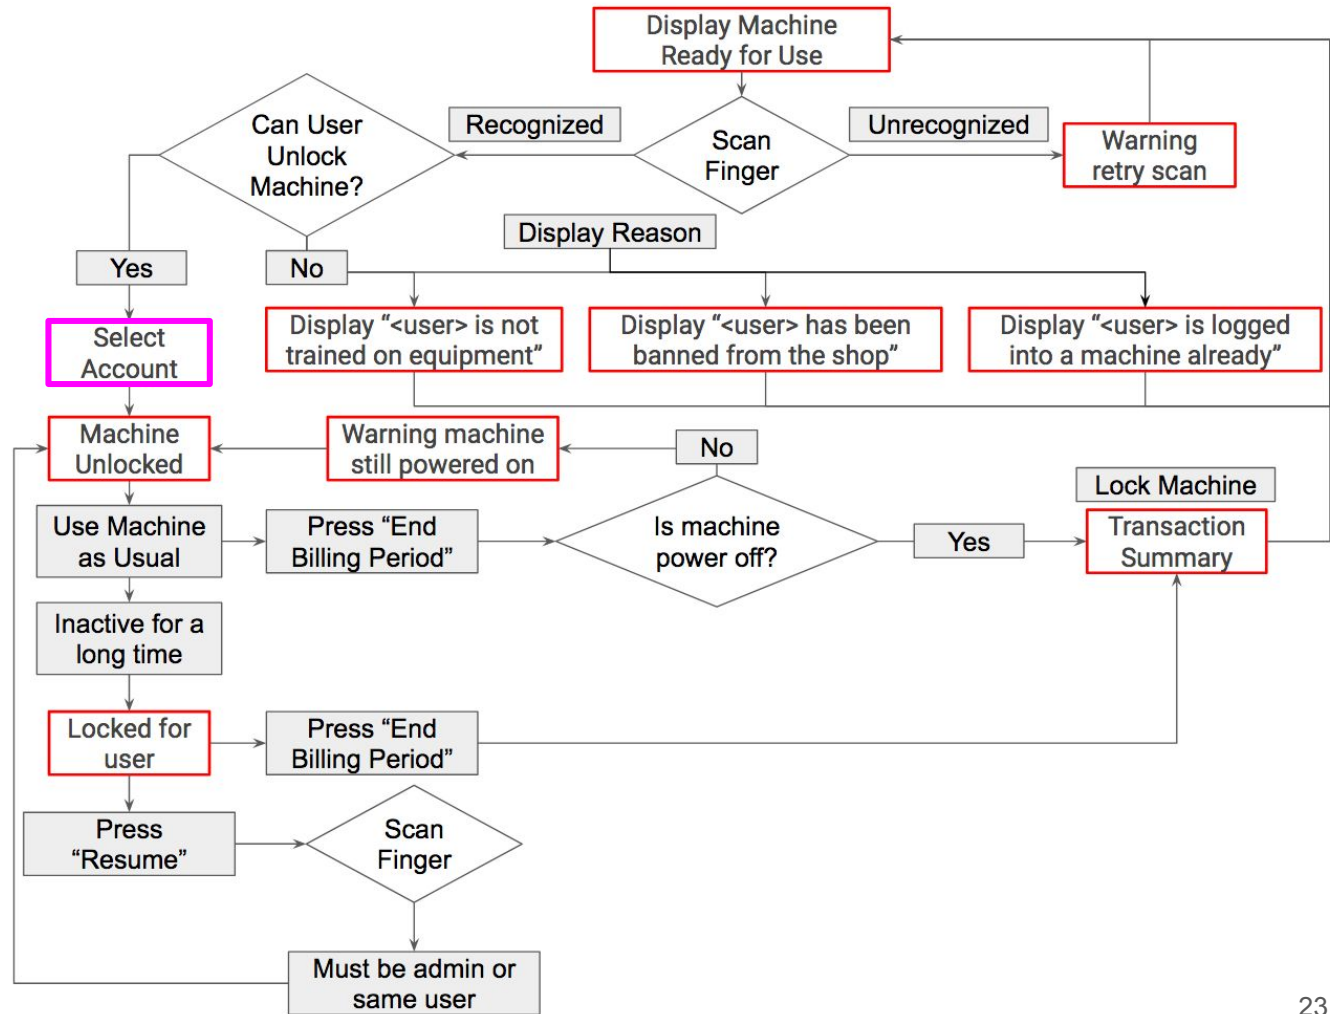 Display Machine
Ready for Use
Can User
Unlock
Machine?
Recognized
Scan
Finger
Unrecognized
Warning
retry scan
Display Reason
Yes
No
Select
Account
Display “<user> is not
trained on equipment”
Display “<user> has been
banned from the shop”
Display “<user> is logged
into a machine already”
Machine
Unlocked
Warning machine
still powered on
No
Lock Machine
Use Machine
as Usual
Press “End
Billing Period”
Is machine
power off?
Yes
Transaction
Summary
Inactive for a
long time
Locked for
user
Press “End
Billing Period”
Press
“Resume”
Scan
Finger
Must be admin or
same user
23